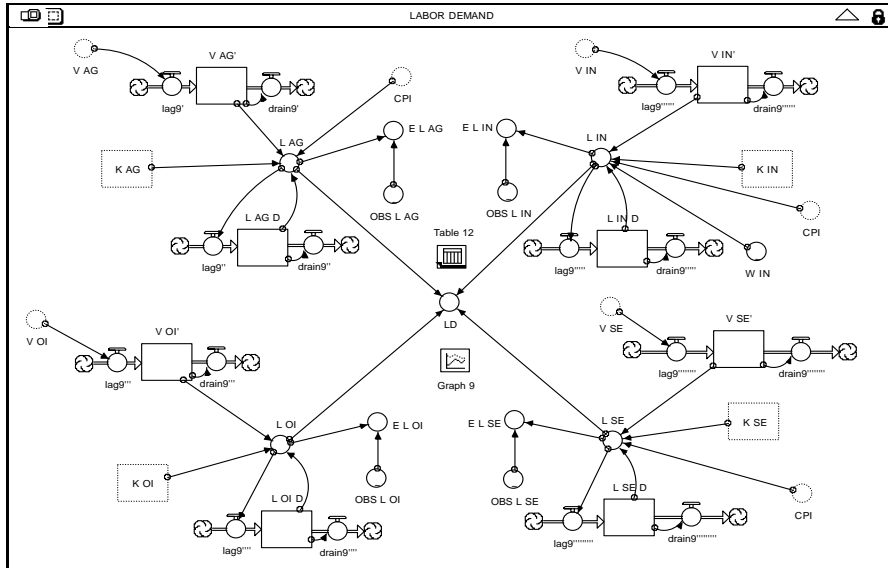 LABOR DEMAND
V AG
V AG'
lag9'
drain9'
CPI
L AG
E L AG
K AG
OBS L AG
L AG D
lag9''
drain9''
V IN
V IN'
lag9''''''
drain9''''''
E L IN
L IN
K IN
OBS L IN
CPI
L IN D
lag9'''''
drain9'''''
W IN
Table 12
LD
Graph 9
V OI
V OI'
lag9'''
drain9'''
L OI
E L OI
K OI
OBS L OI
L OI D
lag9''''
drain9''''
V SE
V SE'
lag9''''''''
drain9''''''''
E L SE
L SE
K SE
OBS L SE
L SE D
CPI
lag9'''''''''
drain9'''''''''